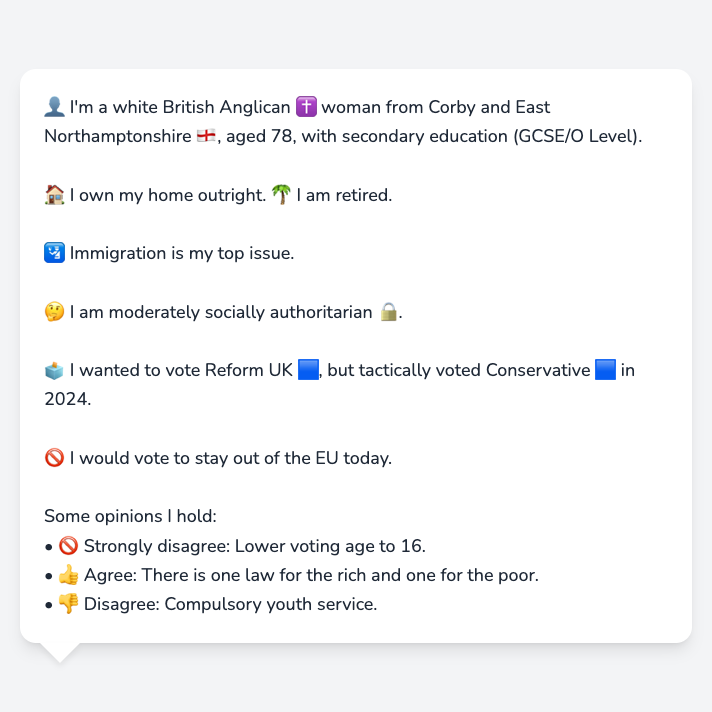 👤 I'm a white British Anglican ✝️ woman from Corby and East
Northamptonshire 🏴󠁧󠁢󠁥󠁮󠁧󠁿, aged 78, with secondary education (GCSE/O Level).
🏠 I own my home outright. 🌴 I am retired.
🛂 Immigration is my top issue.
🤔 I am moderately socially authoritarian 🔒.
🗳️ I wanted to vote Reform UK 🟦, but tactically voted Conservative 🟦 in
2024.
🚫 I would vote to stay out of the EU today.
Some opinions I hold:
• 🚫 Strongly disagree: Lower voting age to 16.
• 👍 Agree: There is one law for the rich and one for the poor.
• 👎 Disagree: Compulsory youth service.